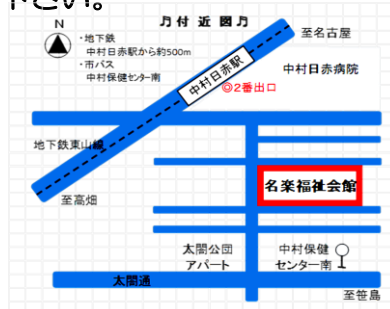 下さい。
N
月付近図月
至名古屋
・地下鉄
中村日赤駅から約500m
・市バス
中村保健センター南
中村日赤病院
中村日赤駅
◎2番出口
地下鉄東山線
名楽福祉会館
至高畑
太閤公団
アパート
中村保健
センター南
太閤通
至笹島